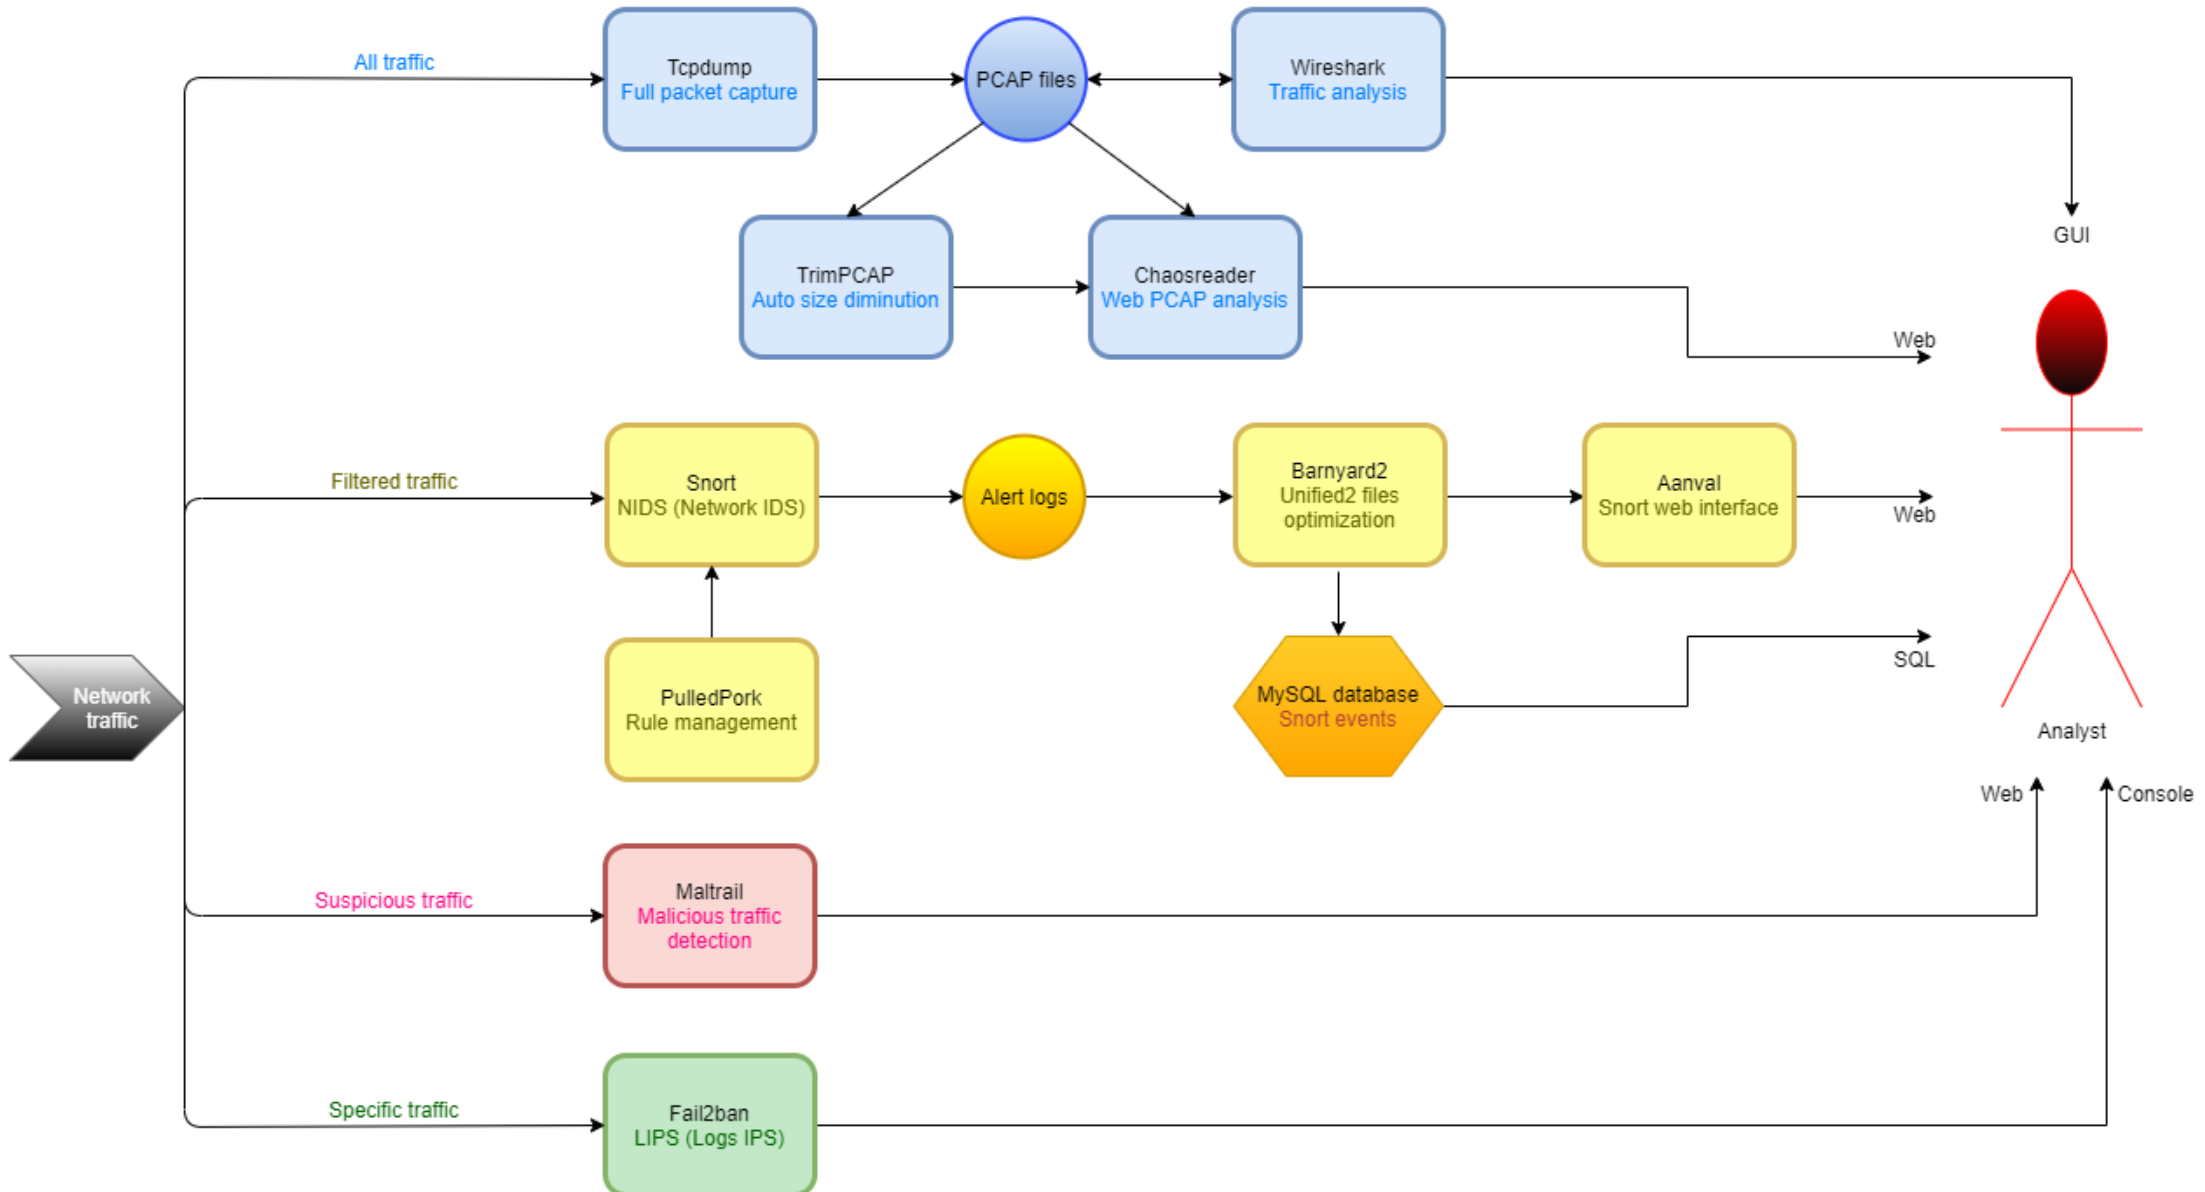 All traffic
Tcpdump
Full packet capture
PCAP files
Wireshark
Traffic analysis
GUI
TrimPCAP
Auto size diminution
Chaosreader
Web PCAP analysis
Web
Filtered traffic
Snort
NIDS (Network IDS)
Alert logs
Barnyard2
Unified2 files
optimization
Aanval
Snort web interface
Web
Network
traffic
PulledPork
Rule management
MySQL database
Snort events
SQL
Analyst
Web
Console
Suspicious traffic
Maltrail
Malicious traffic
detection
Specific traffic
Fail2ban
LIPS (Logs IPS)